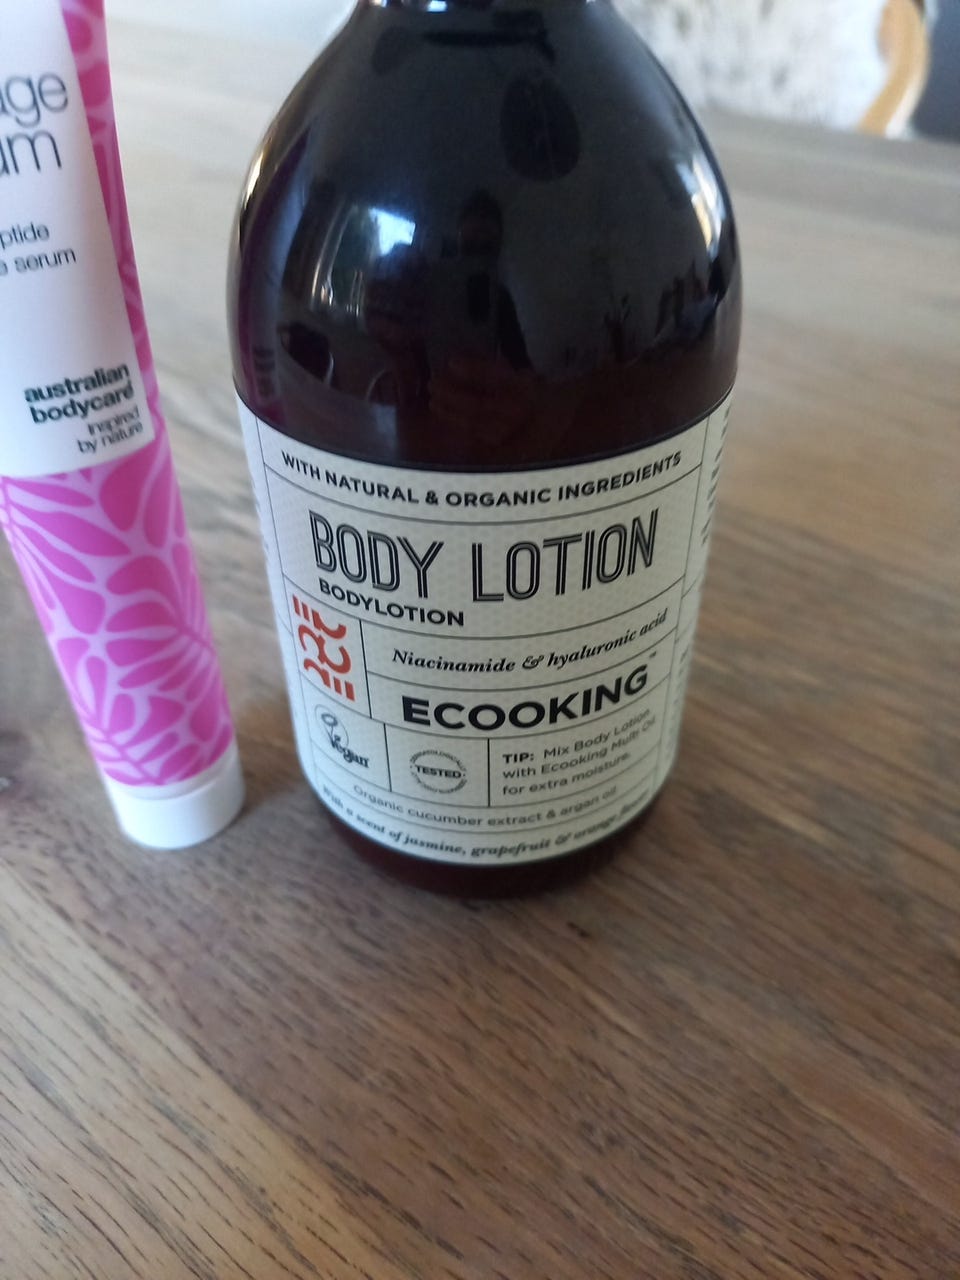 age
um
ptide
e serum
australian
bodycare
inspired
by nature
WITH NATURAL & ORGANIC INGREDIENTS
BODY LOTION
BODYLOTION
Niacinamide & hyaluronic acid
ECOOKING™
Vegan
TESTED
TIP: Mix Body Lotion
with Ecooking Multi Oil
for extra moisture.
Organic cucumber extract & argan oil
With a scent of jasmine, grapefruit & orange